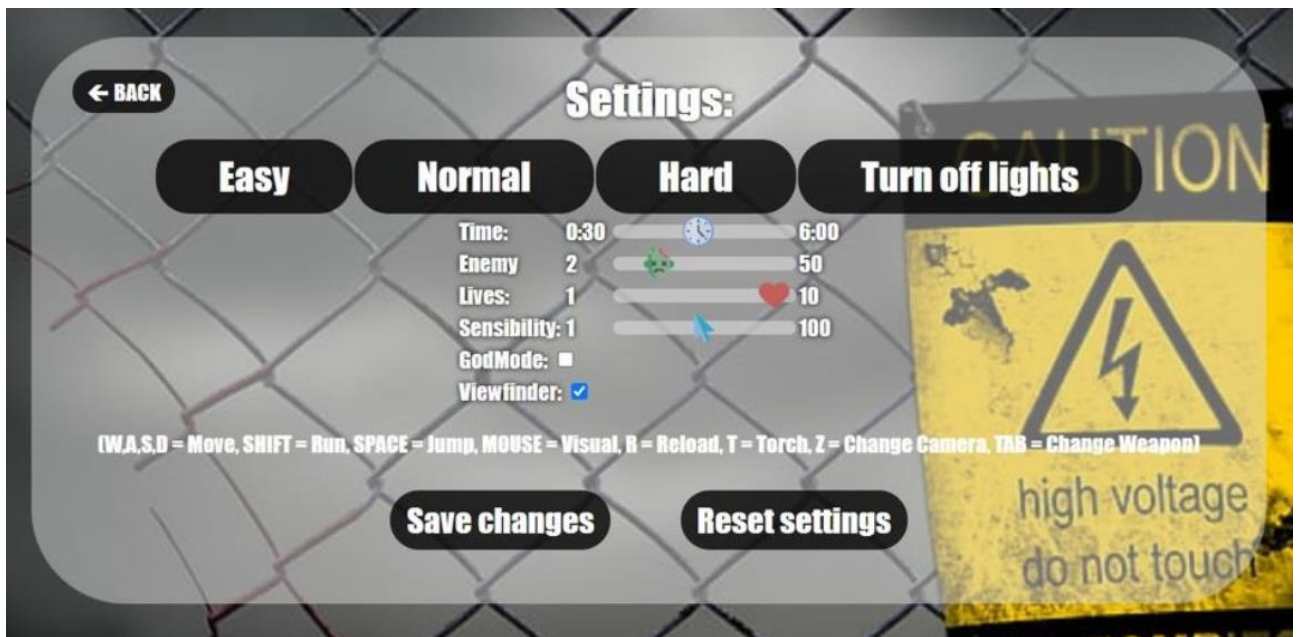 ← BACK
Settings:
Easy Normal Hard Turn off lights
Time: 0:30 6:00
Enemy 2 50
Lives: 1 10
Sensibility: 1 100
GodMode:
Viewfinder:
(W,A,S,D = Move, SHIFT = Run, SPACE = Jump, MOUSE = Visual, R = Reload, T = Torch, Z = Change Camera, TAB = Change Weapon)
Save changes Reset settings
CAUTION
high voltage
do not touch